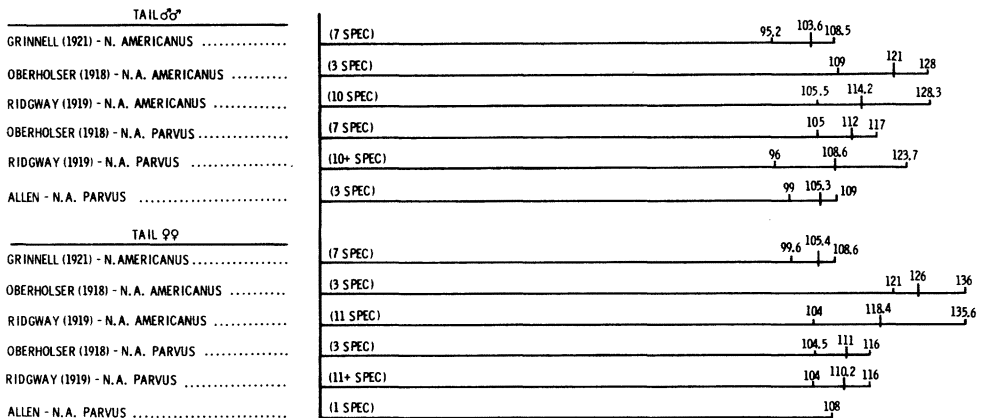 TAIL ♂♂
GRINNELL (1921) - N. AMERICANUS .............. (7 SPEC) 95.2 103.6 108.5
OBERHOLSER (1918) - N.A. AMERICANUS ......... (3 SPEC) 109 121 128
RIDGWAY (1919) - N.A. AMERICANUS ............. (10 SPEC) 105.5 114.2 128.3
OBERHOLSER (1918) - N.A. PARVUS............... (7 SPEC) 105 112 117
RIDGWAY (1919) - N.A. PARVUS ................. (10+ SPEC) 96 108.6 123.7
ALLEN - N.A. PARVUS ........................ (3 SPEC) 99 105.3 109
TAIL ♀♀
GRINNELL (1921) - N.AMERICANUS............... (7 SPEC) 99.6 105.4 108.6
OBERHOLSER (1918) - N.A. AMERICANUS ......... (3 SPEC) 121 126 136
RIDGWAY (1919) - N.A. AMERICANUS ............. (11 SPEC) 104 118.4 135.6
OBERHOLSER (1918) - N.A. PARVUS .............. (3 SPEC) 104.5 111 116
RIDGWAY (1919) - N.A. PARVUS ................. (11+ SPEC) 104 110.2 116
ALLEN - N.A. PARVUS ........................ (1 SPEC) 108